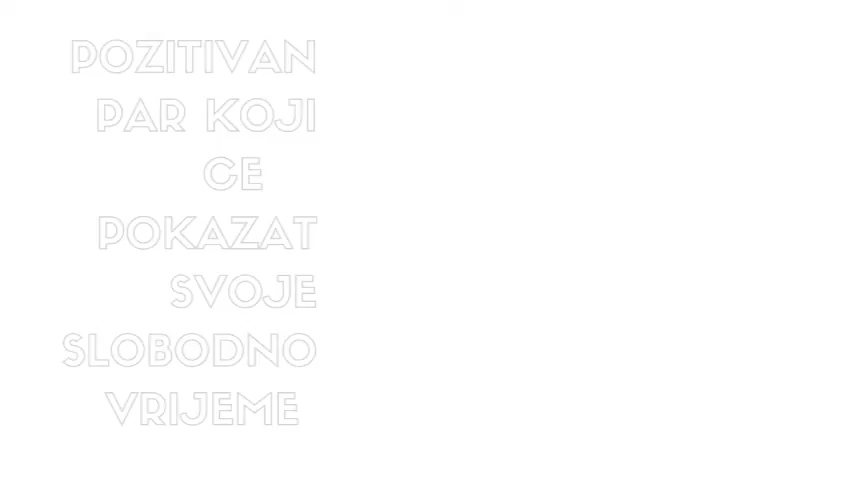 POZITIVAN
PAR KOJI
CE
POKAZAT
SVOJE
SLOBODNO
VRIJEME